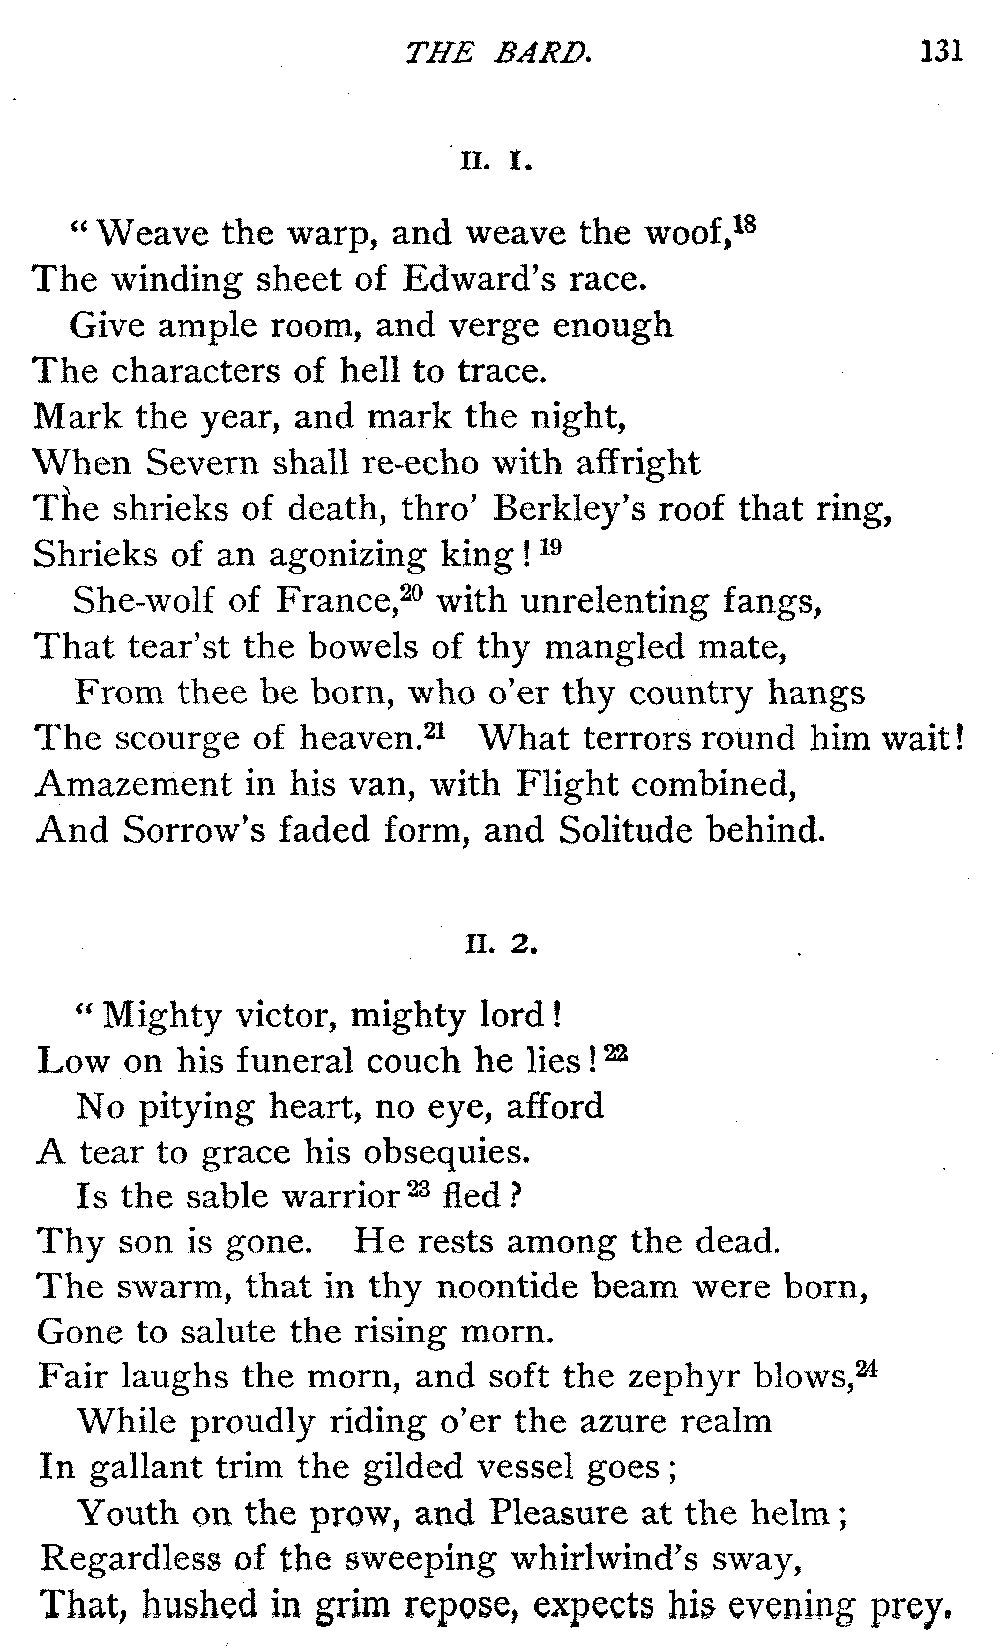 THE BARD. 131
II. I.
“ Weave the warp, and weave the woof,¹⁸
The winding sheet of Edward's race.
Give ample room, and verge enough
The characters of hell to trace.
Mark the year, and mark the night,
When Severn shall re-echo with affright
The shrieks of death, thro' Berkley's roof that ring,
Shrieks of an agonizing king !¹⁹
She-wolf of France,²⁰ with unrelenting fangs,
That tear'st the bowels of thy mangled mate,
From thee be born, who o'er thy country hangs
The scourge of heaven.²¹ What terrors round him wait!
Amazement in his van, with Flight combined,
And Sorrow's faded form, and Solitude behind.
II. 2.
“ Mighty victor, mighty lord !
Low on his funeral couch he lies !²²
No pitying heart, no eye, afford
A tear to grace his obsequies.
Is the sable warrior²³ fled ?
Thy son is gone. He rests among the dead.
The swarm, that in thy noontide beam were born,
Gone to salute the rising morn.
Fair laughs the morn, and soft the zephyr blows,²⁴
While proudly riding o'er the azure realm
In gallant trim the gilded vessel goes ;
Youth on the prow, and Pleasure at the helm ;
Regardless of the sweeping whirlwind's sway,
That, hushed in grim repose, expects his evening prey.